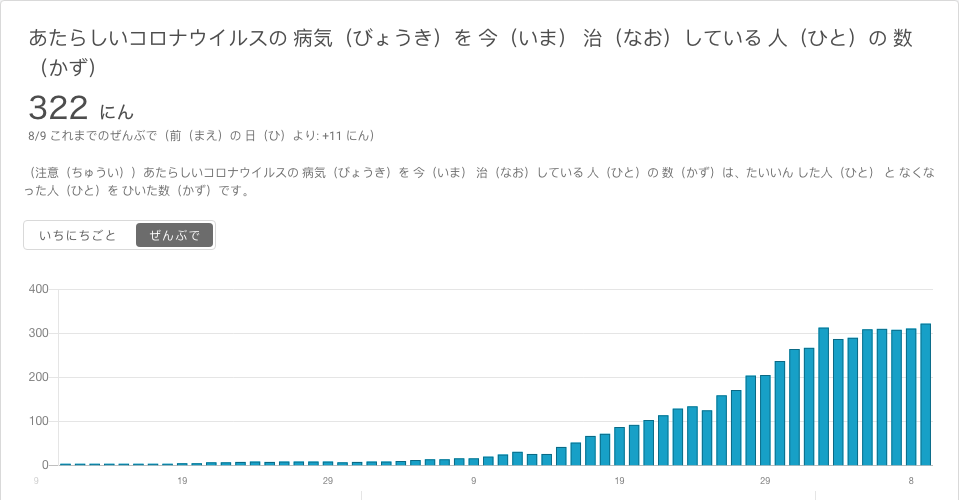 あたらしいコロナウイルスの 病気（びょうき）を 今（いま） 治（なお）している 人（ひと）の 数
（かず）
322 にん
8/9 これまでのぜんぶで（前（まえ）の 日（ひ）より: +11 にん）
（注意（ちゅうい））あたらしいコロナウイルスの 病気（びょうき）を 今（いま） 治（なお）している 人（ひと）の 数（かず）は、たいいん した人（ひと） と なくな
った人（ひと）を ひいた数（かず）です。
いちにちごと ぜんぶで
400
300
200
100
0
9 19 29 9 19 29 8